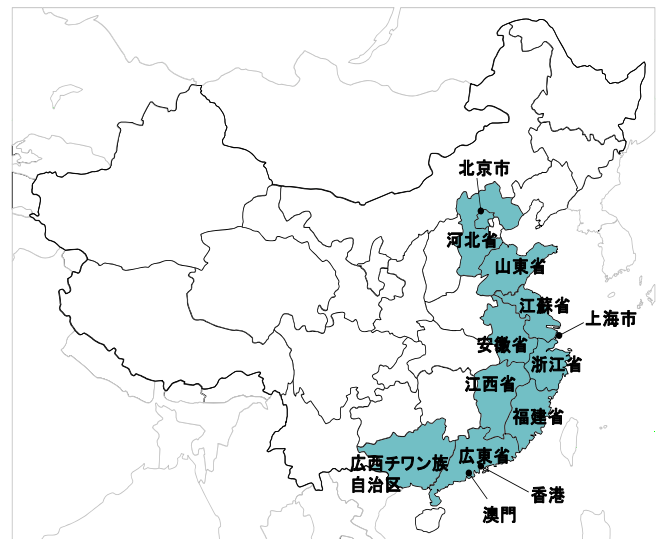 北京市
河北省
山東省
江蘇省
上海市
安徽省
浙江省
江西省
福建省
広西チワン族
自治区
広東省
香港
澳門